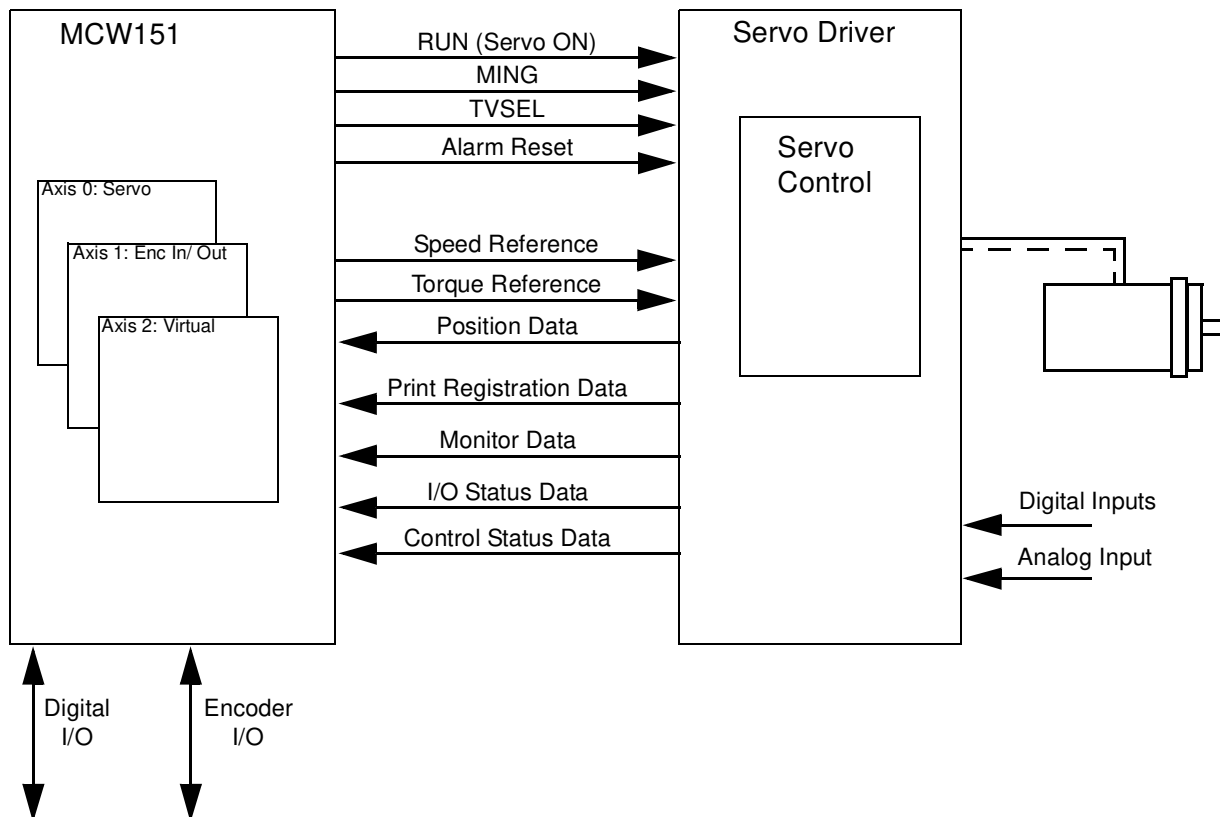 MCW151
Servo Driver
RUN (Servo ON)
MING
TVSEL
Alarm Reset
Servo
Control
Axis 0: Servo
Axis 1: Enc In/ Out
Axis 2: Virtual
Speed Reference
Torque Reference
Position Data
Print Registration Data
Monitor Data
I/O Status Data
Control Status Data
Digital Inputs
Analog Input
Digital
I/O
Encoder
I/O